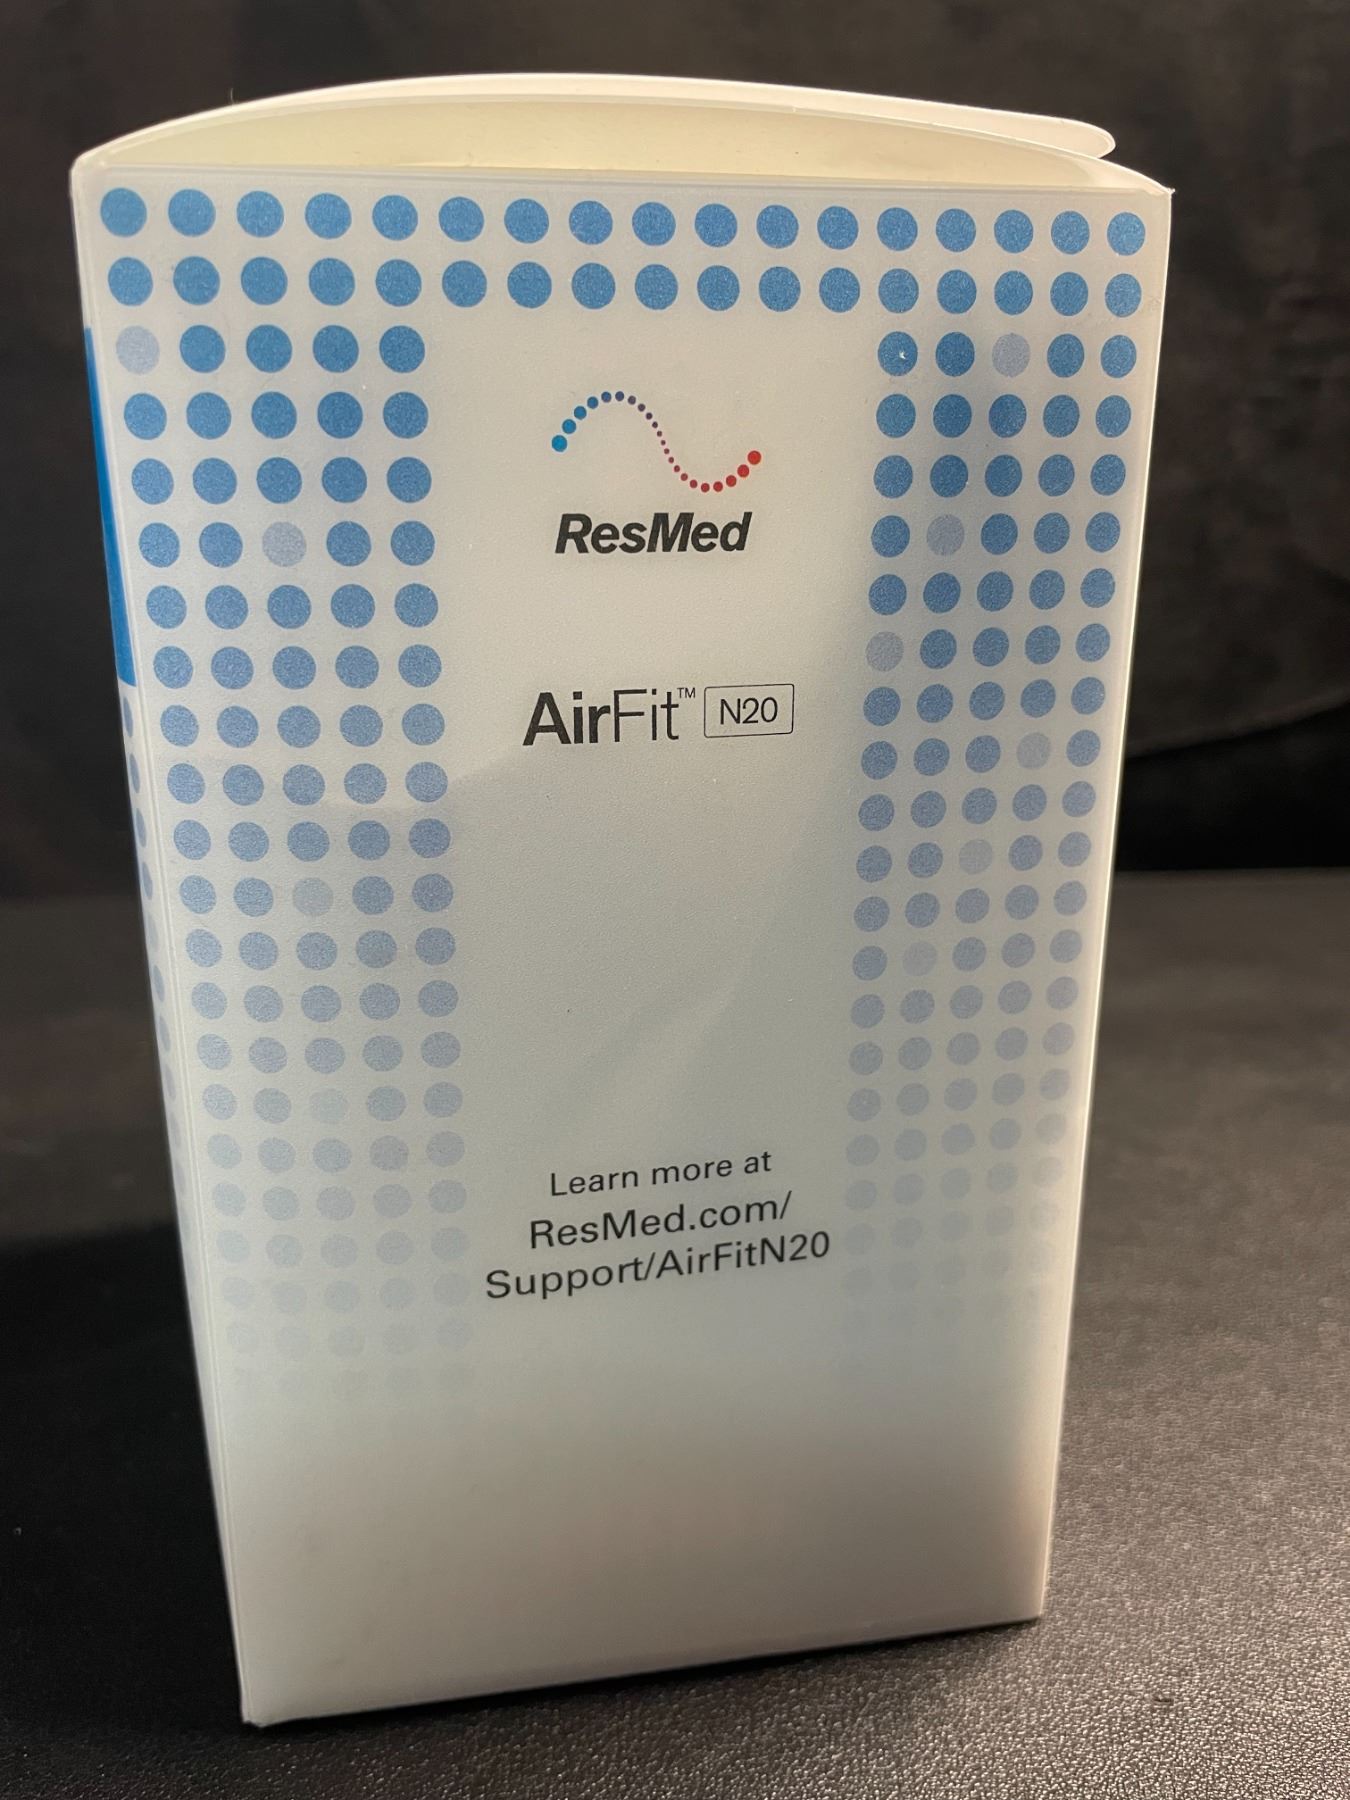 ResMed
AirFit™ N20
Learn more at
ResMed.com/
Support/AirFitN20